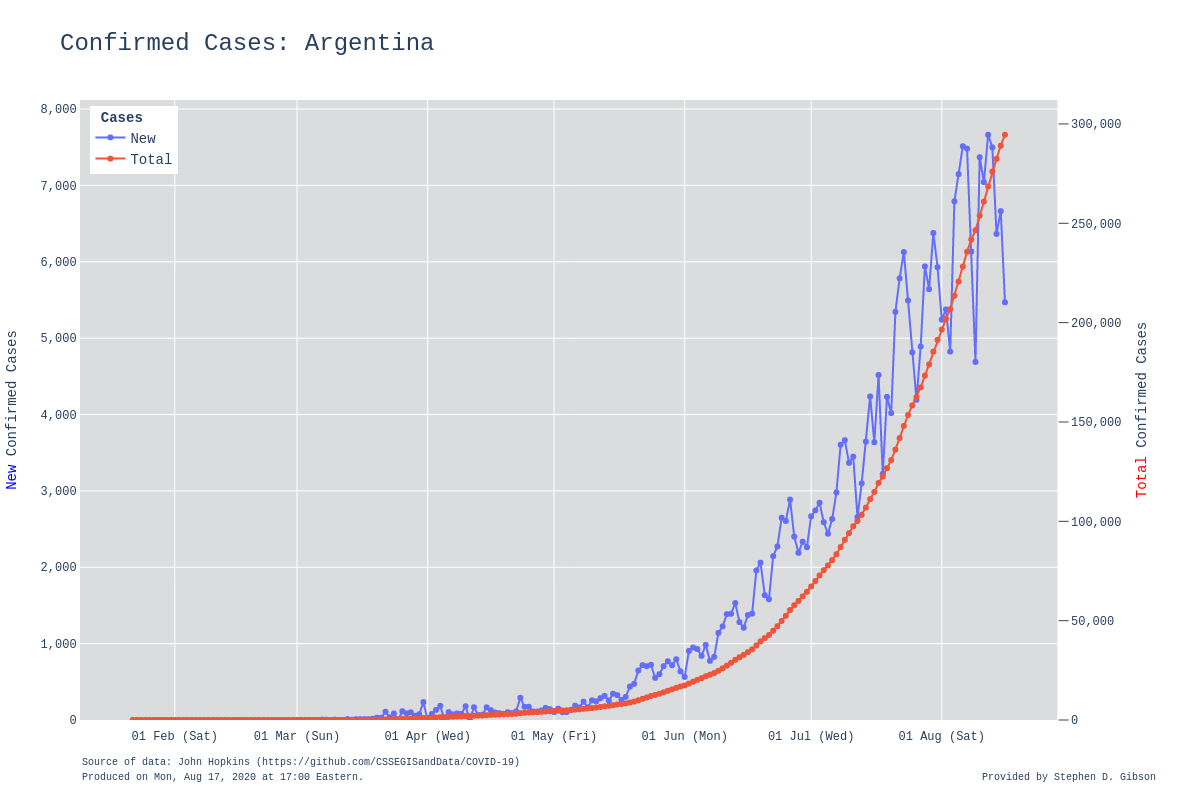 Confirmed Cases: Argentina
Cases
New
Total
8,000
7,000
6,000
5,000
4,000
3,000
2,000
1,000
0
300,000
250,000
200,000
150,000
100,000
50,000
0
New Confirmed Cases
Total Confirmed Cases
01 Feb (Sat)
01 Mar (Sun)
01 Apr (Wed)
01 May (Fri)
01 Jun (Mon)
01 Jul (Wed)
01 Aug (Sat)
Source of data: John Hopkins (https://github.com/CSSEGISandData/COVID-19)
Produced on Mon, Aug 17, 2020 at 17:00 Eastern.
Provided by Stephen D. Gibson